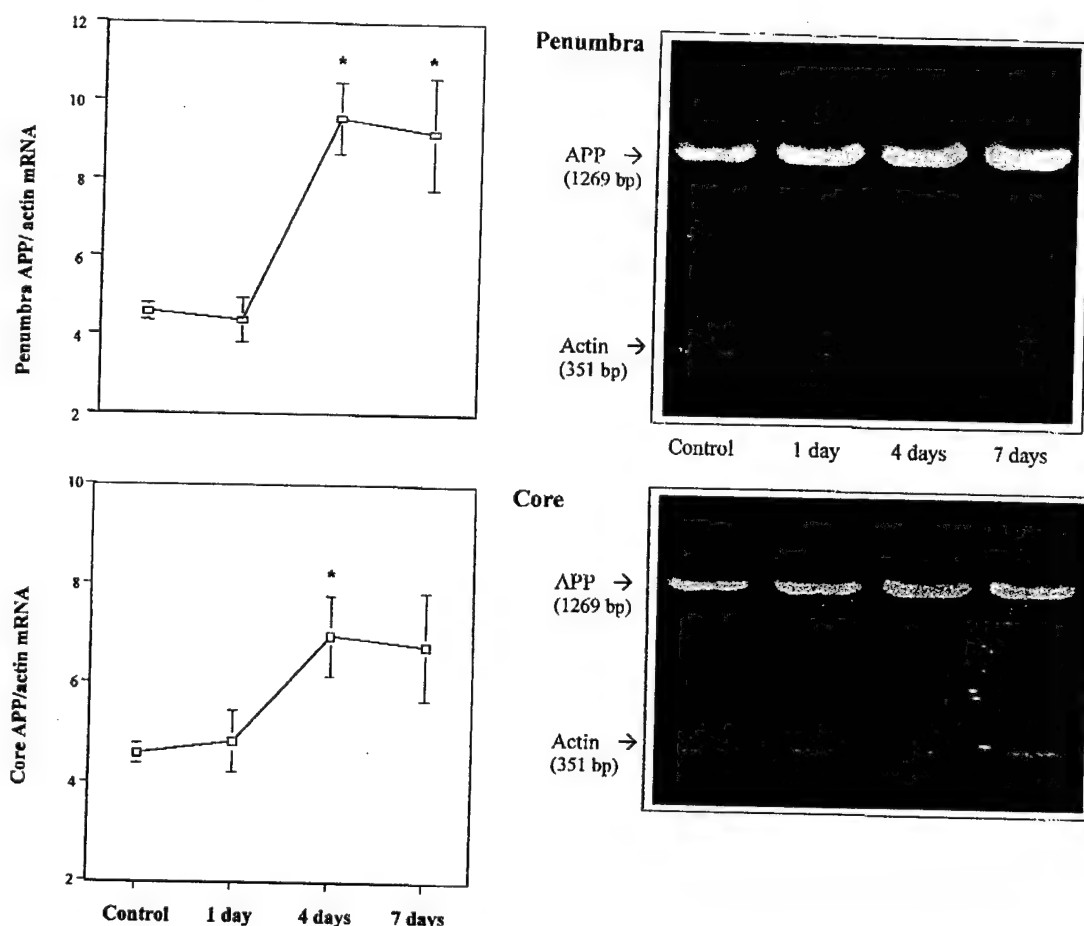 12
10
8
6
4
2
Penumbra APP/ actin mRNA
*
*
Penumbra
APP →
(1269 bp)
Actin →
(351 bp)
Control 1 day 4 days 7 days
10
8
6
4
2
Core APP/actin mRNA
*
Control 1 day 4 days 7 days
Core
APP →
(1269 bp)
Actin →
(351 bp)